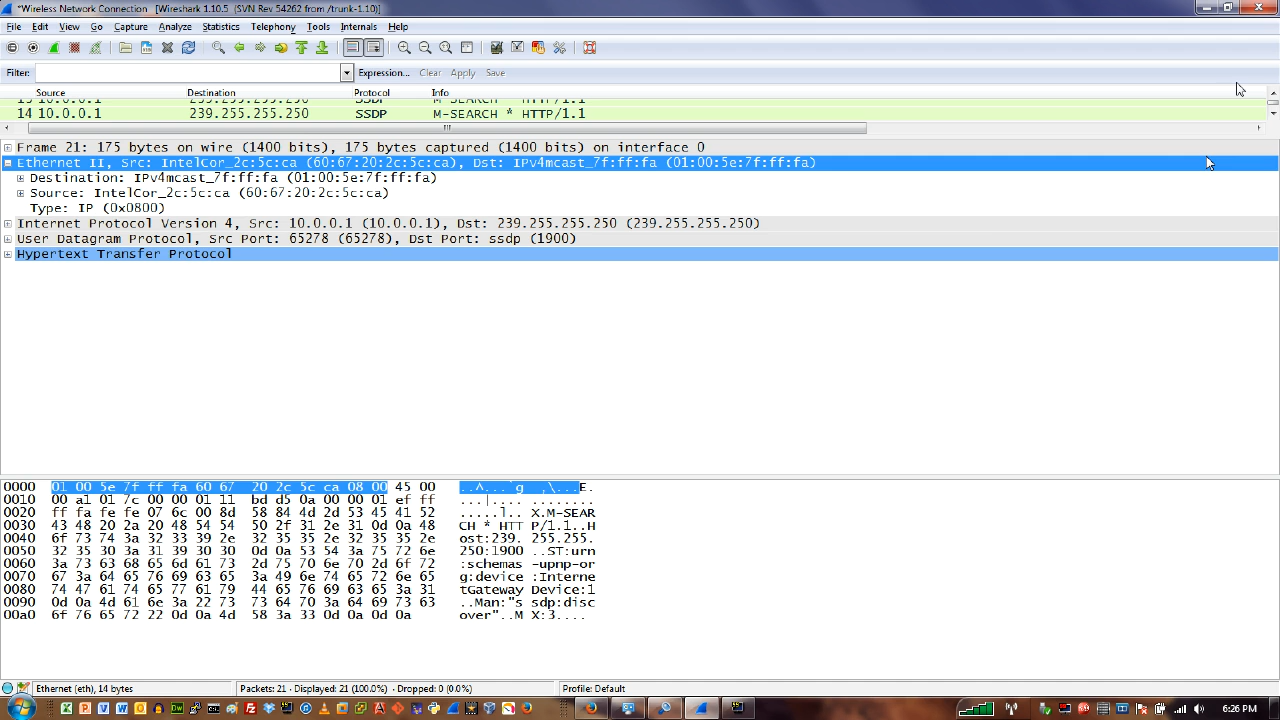 *Wireless Network Connection [Wireshark 1.10.5 (SVN Rev 54262 from /trunk-1.10)]
File Edit View Go Capture Analyze Statistics Telephony Tools Internals Help
Filter: Expression... Clear Apply Save
Source Destination Protocol Info
13 10.0.0.1 239.255.255.250 SSDP M-SEARCH * HTTP/1.1
14 10.0.0.1 239.255.255.250 SSDP M-SEARCH * HTTP/1.1
Frame 21: 175 bytes on wire (1400 bits), 175 bytes captured (1400 bits) on interface 0
Ethernet II, Src: IntelCor_2c:5c:ca (60:67:20:2c:5c:ca), Dst: IPv4mcast_7f:ff:fa (01:00:5e:7f:ff:fa)
Destination: IPv4mcast_7f:ff:fa (01:00:5e:7f:ff:fa)
Source: IntelCor_2c:5c:ca (60:67:20:2c:5c:ca)
Type: IP (0x0800)
Internet Protocol Version 4, Src: 10.0.0.1 (10.0.0.1), Dst: 239.255.255.250 (239.255.255.250)
User Datagram Protocol, Src Port: 65278 (65278), Dst Port: ssdp (1900)
Hypertext Transfer Protocol
0000 01 00 5e 7f ff fa 60 67 20 2c 5c ca 08 00 45 00 ..^...`g ,\...E.
0010 00 a1 01 7c 00 00 01 11 bd d5 0a 00 00 01 ef ff ...|.... ........
0020 ff fa fe fe 07 6c 00 8d 58 84 4d 2d 53 45 41 52 .....l.. X.M-SEAR
0030 43 48 20 2a 20 48 54 54 50 2f 31 2e 31 0d 0a 48 CH * HTT P/1.1..H
0040 6f 73 74 3a 32 33 39 2e 32 35 35 2e 32 35 35 2e ost:239. 255.255.
0050 32 35 30 3a 31 39 30 30 0d 0a 53 54 3a 75 72 6e 250:1900 ..ST:urn
0060 3a 73 63 68 65 6d 61 73 2d 75 70 6e 70 2d 6f 72 :schemas -upnp-or
0070 67 3a 64 65 76 69 63 65 3a 49 6e 74 65 72 6e 65 g:device :Interne
0080 74 47 61 74 65 77 61 79 44 65 76 69 63 65 3a 31 tGateway Device:1
0090 0d 0a 4d 61 6e 3a 22 73 73 64 70 3a 64 69 73 63 ..Man:"s sdp:disc
00a0 6f 76 65 72 22 0d 0a 4d 58 3a 33 0d 0a 0d 0a over"..M X:3....
Ethernet (eth), 14 bytes Packets: 21 · Displayed: 21 (100.0%) · Dropped: 0 (0.0%) Profile: Default
6:26 PM